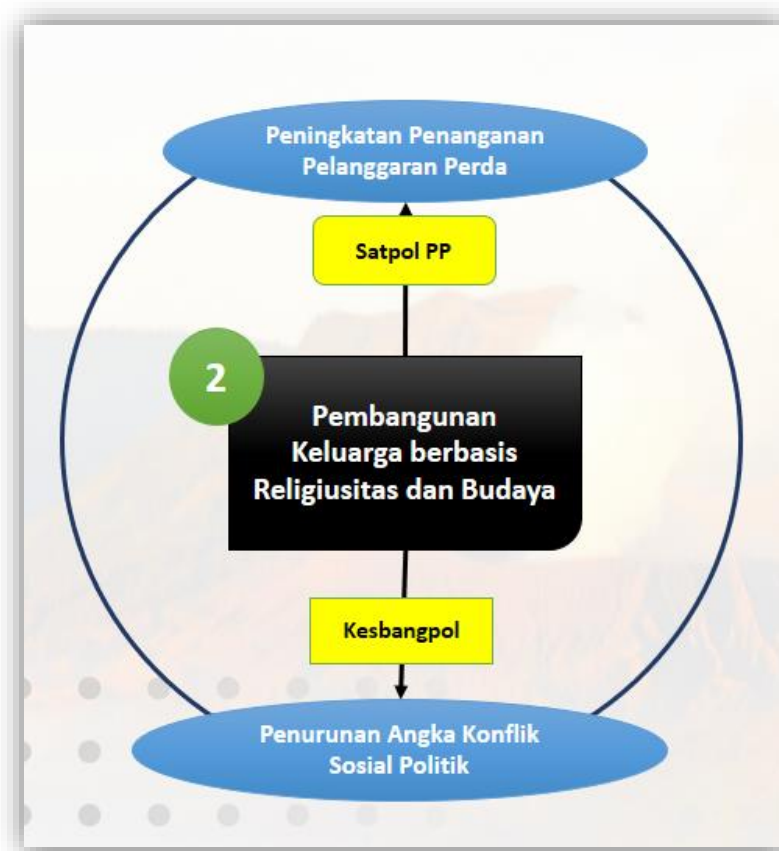 Peningkatan Penanganan
Pelanggaran Perda
Satpol PP
2
Pembangunan
Keluarga berbasis
Religiusitas dan Budaya
Kesbangpol
Penurunan Angka Konflik
Sosial Politik